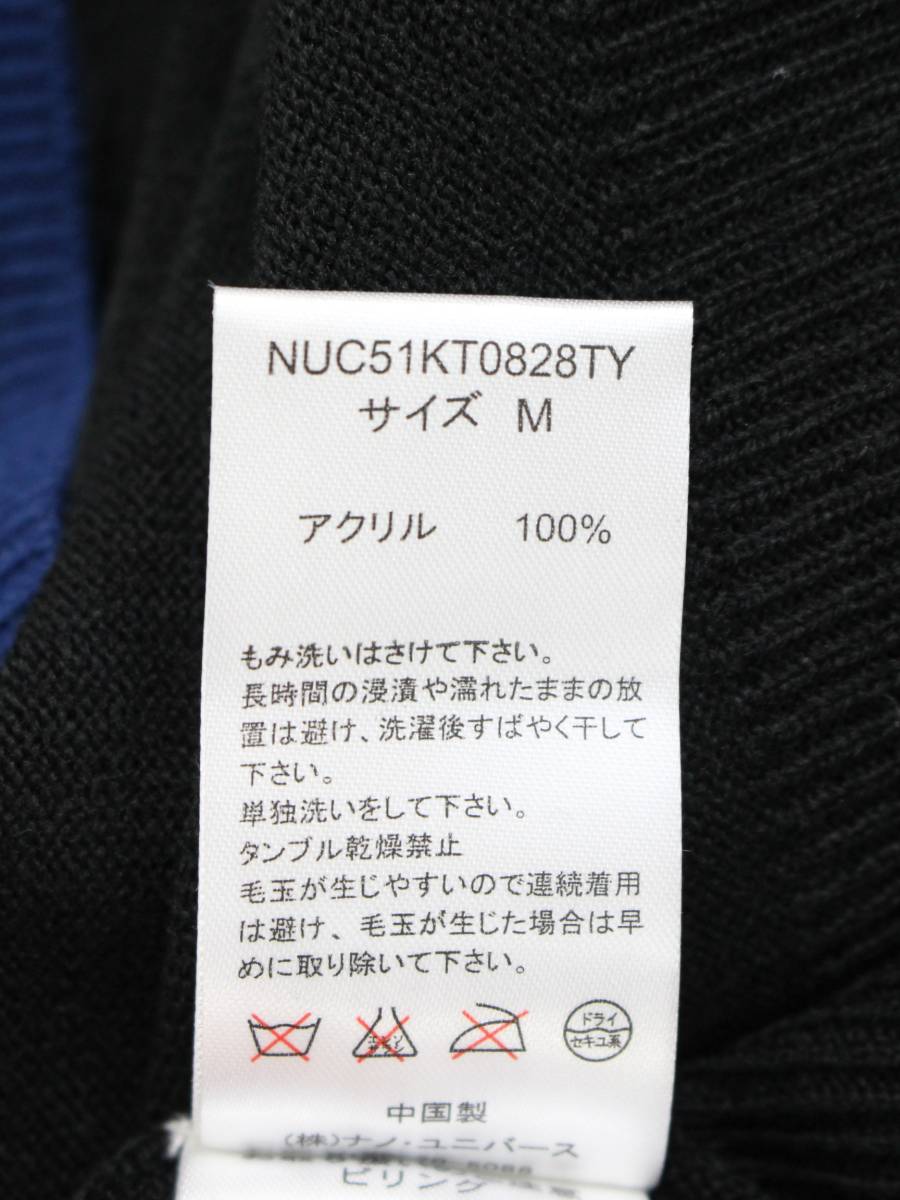 NUC51KT0828TY
サイズ M
アクリル 100%
もみ洗いはさけて下さい。
長時間の浸漬や濡れたままの放
置は避け、洗濯後すばやく干して
下さい。
単独洗いをして下さい。
タンブル乾燥禁止
毛玉が生じやすいので連続着用
は避け、毛玉が生じた場合は早
めに取り除いて下さい。
ドライ
セキユ系
中国製
(株)ナノ・ユニバース
ビリング